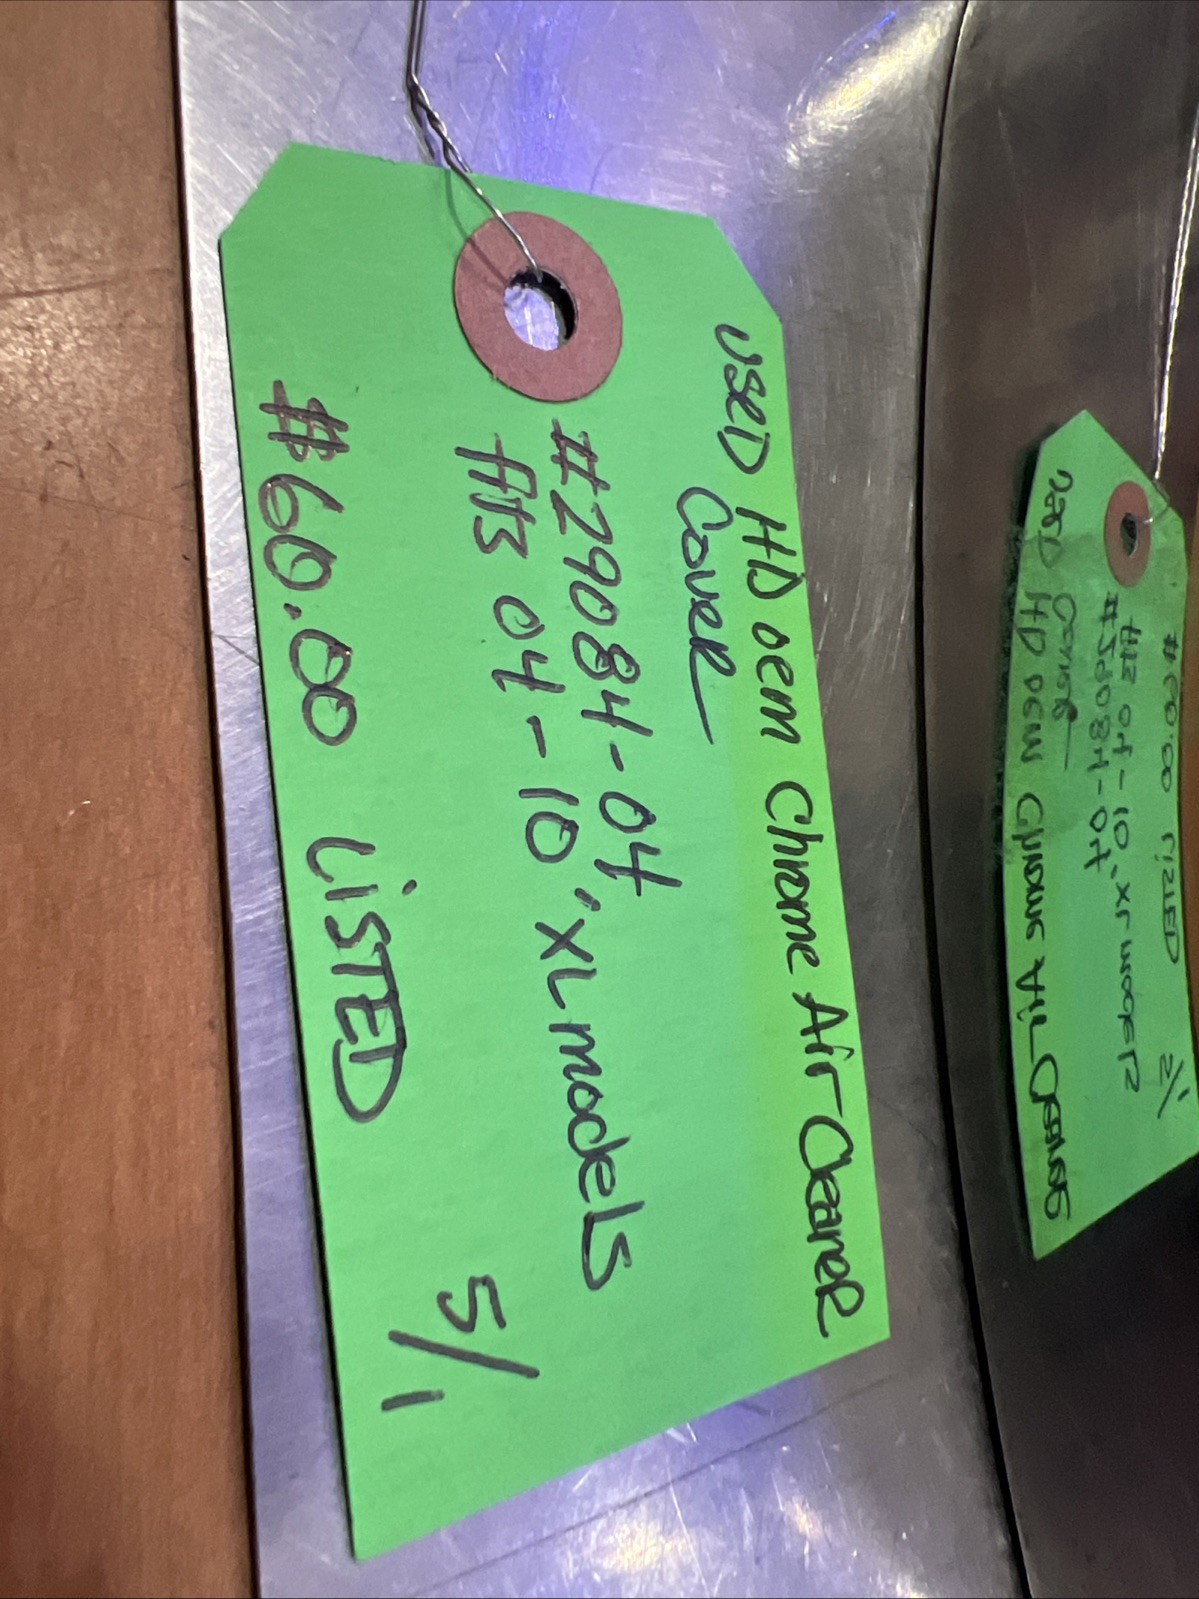 USED HD oem Chrome Air Cleaner
Cover
#29084-04
fits 04-10, XL models
#60.00 LISTED
5/1